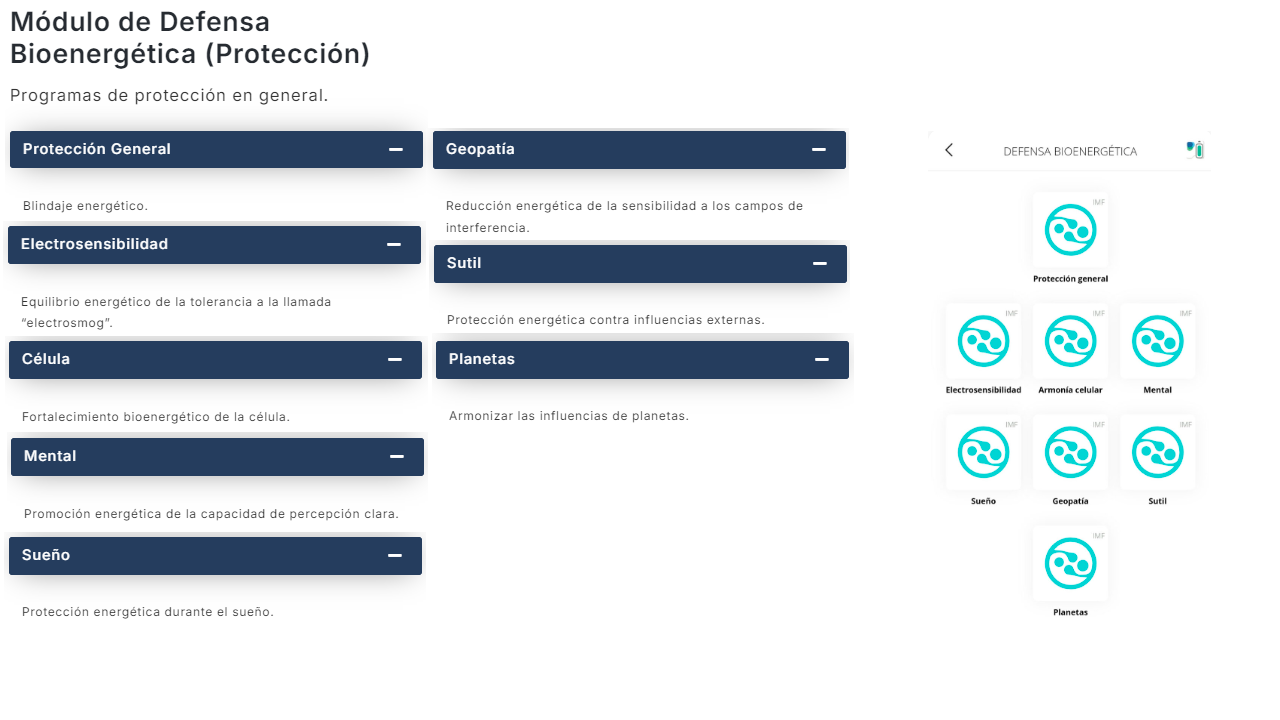 Módulo de Defensa
Bioenergética (Protección)
Programas de protección en general.
Protección General
Blindaje energético.
Electrosensibilidad
Equilibrio energético de la tolerancia a la llamada
“electrosmog”.
Célula
Fortalecimiento bioenergético de la célula.
Mental
Promoción energética de la capacidad de percepción clara.
Sueño
Protección energética durante el sueño.
Geopatía
Reducción energética de la sensibilidad a los campos de
interferencia.
Sutil
Protección energética contra influencias externas.
Planetas
Armonizar las influencias de planetas.
DEFENSA BIOENERGÉTICA
IMF
Protección general
IMF IMF IMF
Electrosensibilidad Armonía celular Mental
IMF IMF IMF
Sueño Geopatía Sutil
IMF
Planetas